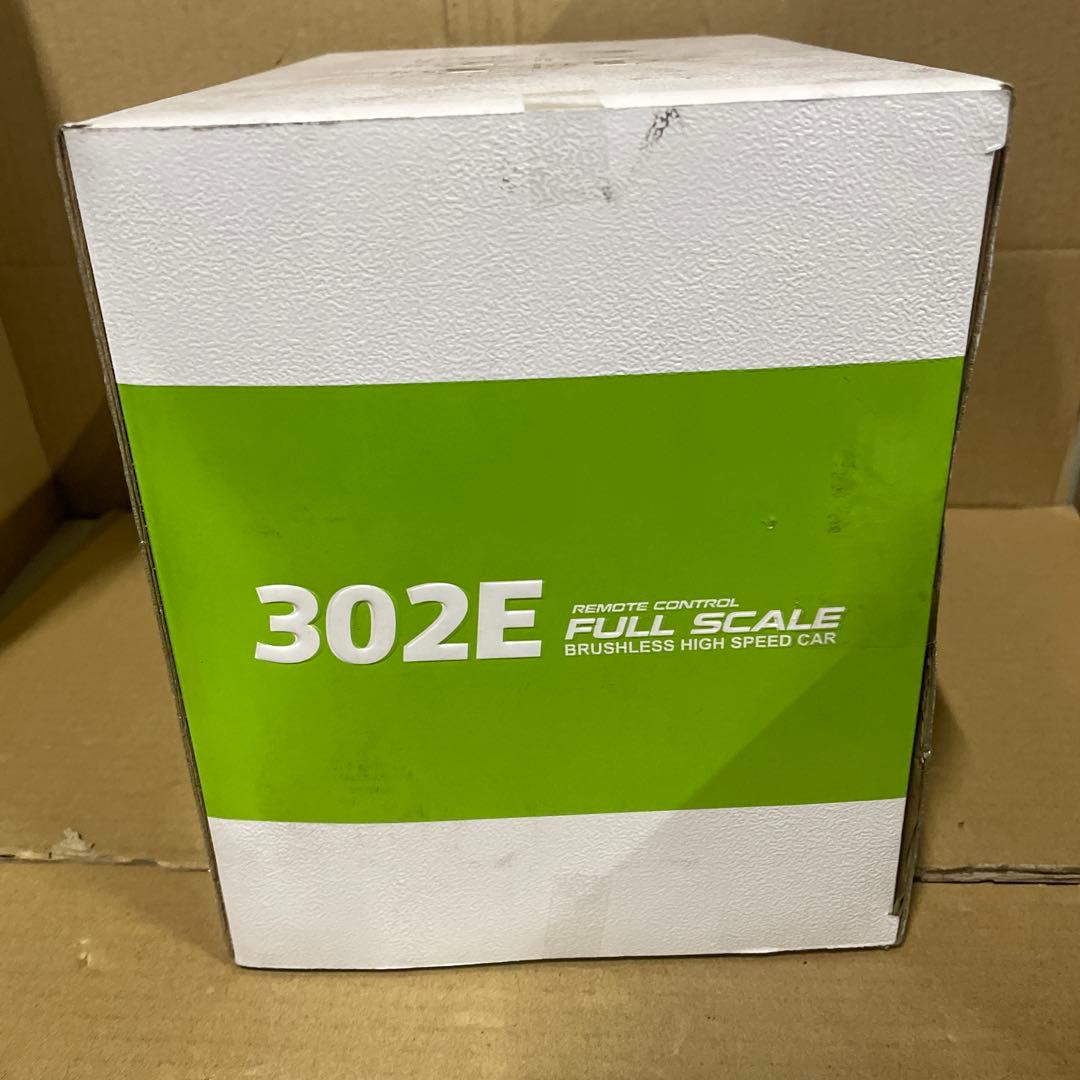 302E
REMOTE CONTROL
FULL SCALE
BRUSHLESS HIGH SPEED CAR